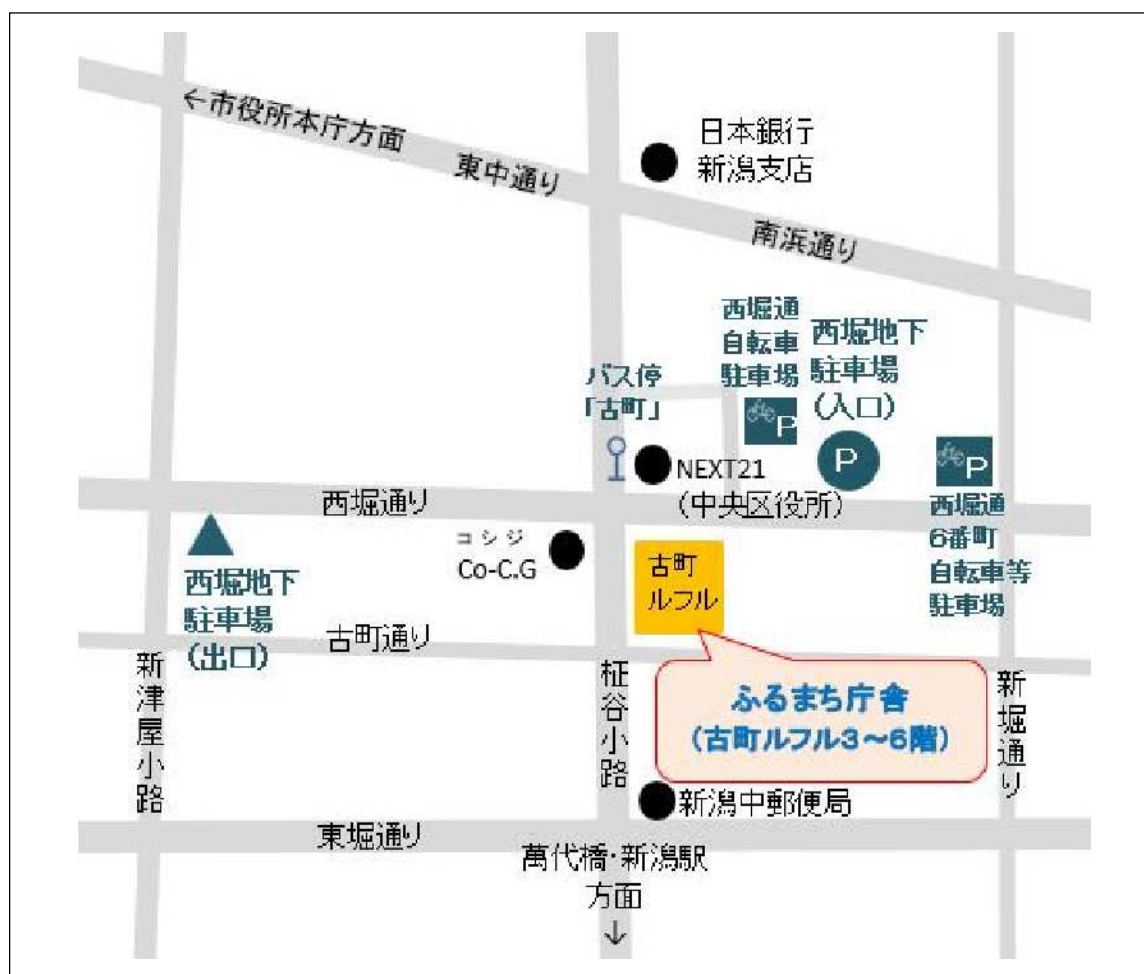 ←市役所本庁方面
東中通り
日本銀行
新潟支店
南浜通り
西堀通
自転車
駐車場
西堀地下
駐車場
(入口)
バス停
「古町」
P
P
P
NEXT21
(中央区役所)
西堀通り
西堀通
6番町
自転車等
駐車場
コシジ
Co-C.G
古町
ルフル
西堀地下
駐車場
(出口)
古町通り
ふるまち庁舎
(古町ルフル3~6階)
新津屋小路
柾谷小路
新堀通り
新潟中郵便局
東堀通り
萬代橋・新潟駅
方面
↓